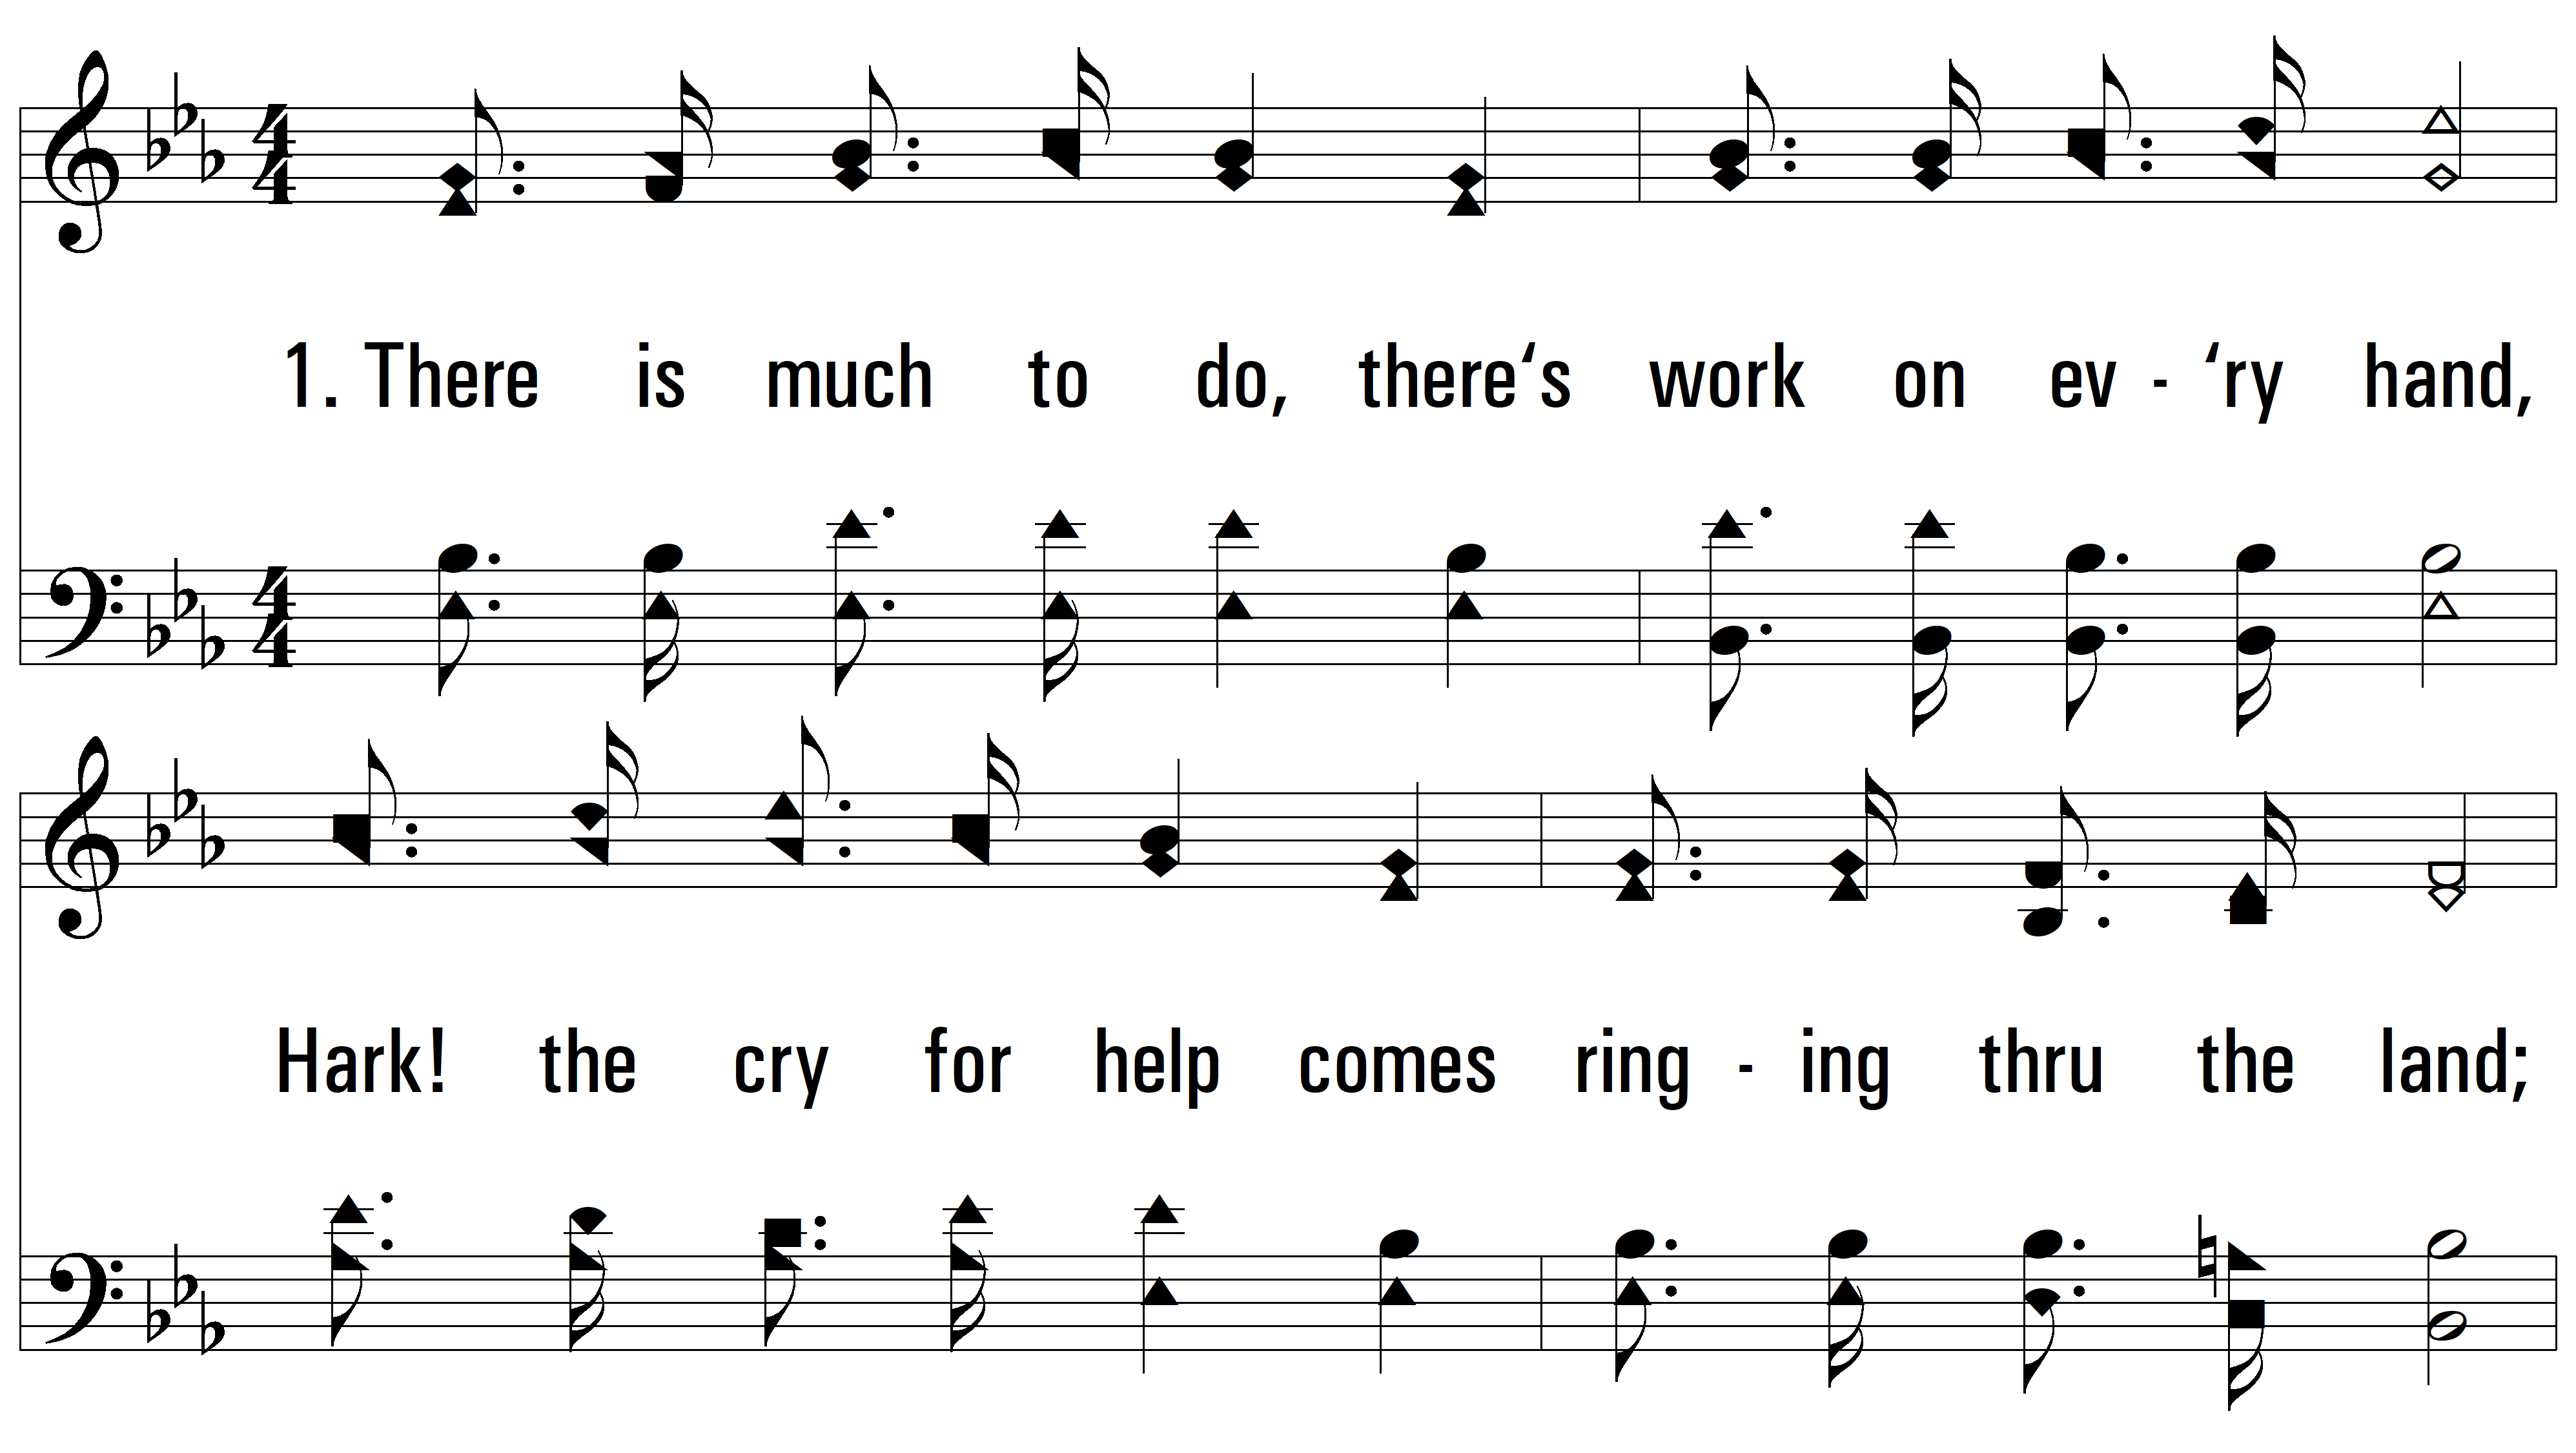 1. There is much to do, there‘s work on ev - ‘ry hand,
Hark! the cry for help comes ring - ing thru the land;